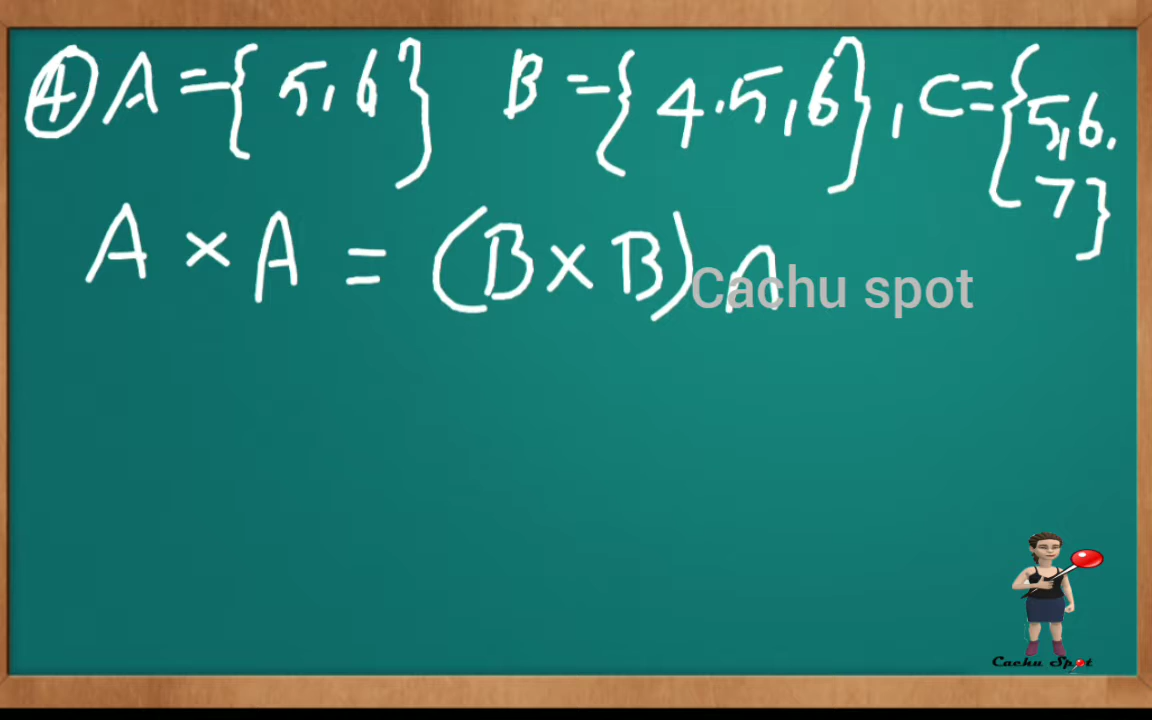 ④ A = { 5, 6 } B = { 4.5, 6 } , C = { 5, 6.
7 }
A × A = (B × B) ∩
Cachu spot
Cachu Spot